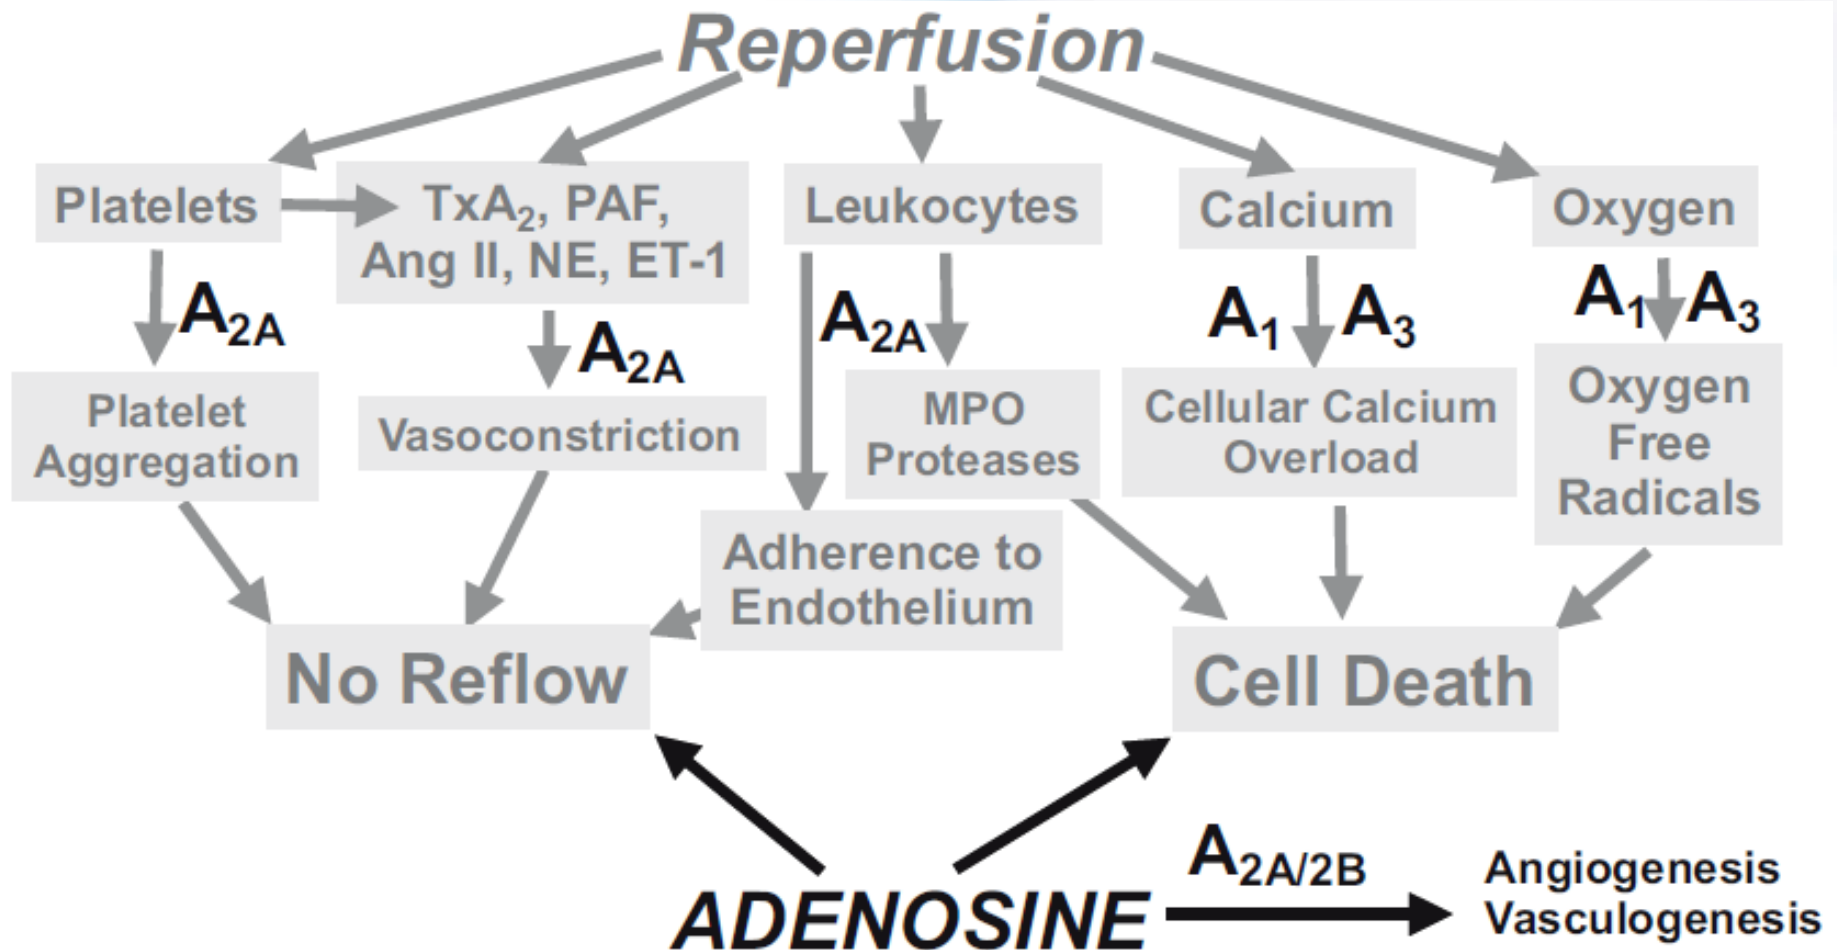 Reperfusion
Platelets
TxA₂, PAF,
Ang II, NE, ET-1
Leukocytes
Calcium
Oxygen
A₂A
A₂A
A₂A
A₁
A₃
A₁
A₃
Platelet
Aggregation
Vasoconstriction
MPO
Proteases
Cellular Calcium
Overload
Oxygen
Free
Radicals
Adherence to
Endothelium
No Reflow
Cell Death
ADENOSINE
A2A/2B
Angiogenesis
Vasculogenesis